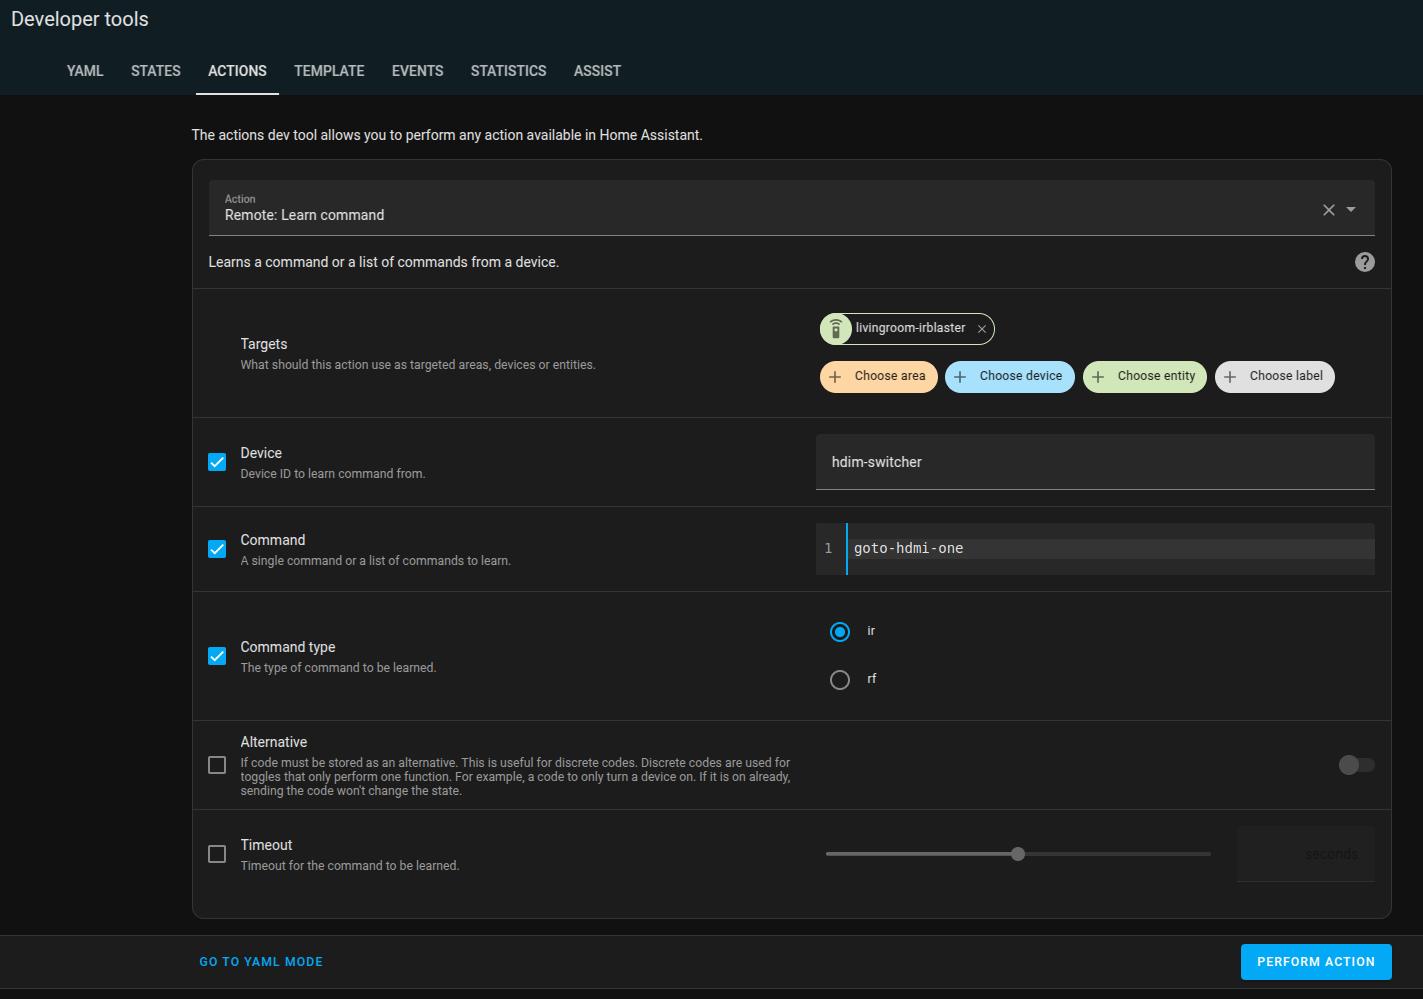 Developer tools
YAML STATES ACTIONS TEMPLATE EVENTS STATISTICS ASSIST
The actions dev tool allows you to perform any action available in Home Assistant.
Action
Remote: Learn command
Learns a command or a list of commands from a device.
Targets
What should this action use as targeted areas, devices or entities.
livingroom-irblaster
Choose area Choose device Choose entity Choose label
Device
Device ID to learn command from.
hdim-switcher
Command
A single command or a list of commands to learn.
1 goto-hdmi-one
Command type
The type of command to be learned.
ir
rf
Alternative
If code must be stored as an alternative. This is useful for discrete codes. Discrete codes are used for
toggles that only perform one function. For example, a code to only turn a device on. If it is on already,
sending the code won't change the state.
Timeout
Timeout for the command to be learned.
seconds
GO TO YAML MODE
PERFORM ACTION